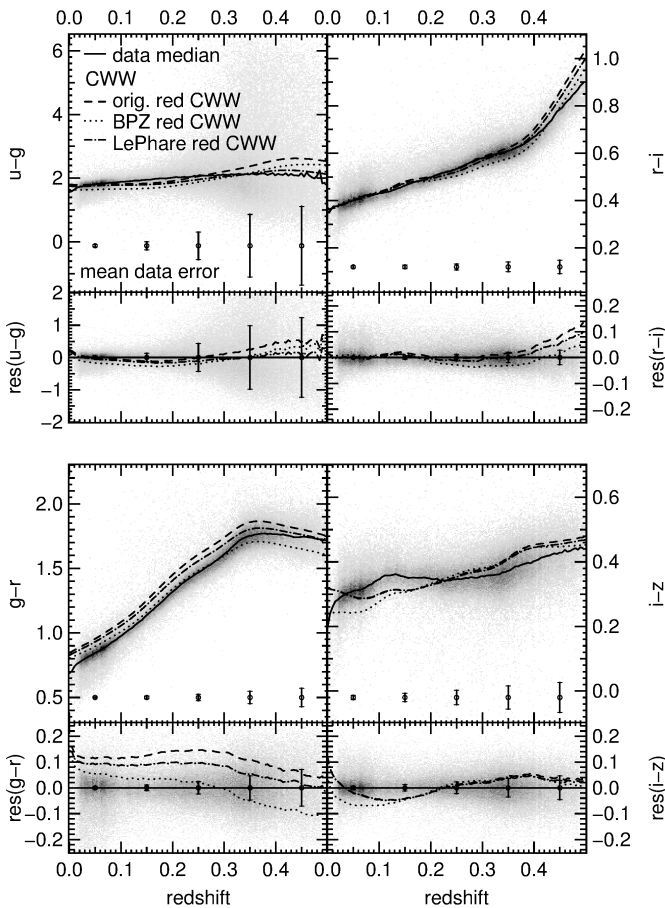 0.0 0.1 0.2 0.3 0.4 0.0 0.1 0.2 0.3 0.4
6
4
2
0
u−g
data median
CWW
orig. red CWW
BPZ red CWW
LePhare red CWW
mean data error
1.0
0.8
0.6
0.4
0.2
r−i
2
1
0
−1
−2
res(u−g)
0.2
0.1
0.0
−0.1
−0.2
res(r−i)
2.0
1.5
1.0
0.5
g−r
0.6
0.4
0.2
0.0
i−z
0.2
0.1
0.0
−0.1
−0.2
res(g−r)
0.2
0.1
0.0
−0.1
−0.2
res(i−z)
0.0 0.1 0.2 0.3 0.4 0.0 0.1 0.2 0.3 0.4
redshift redshift